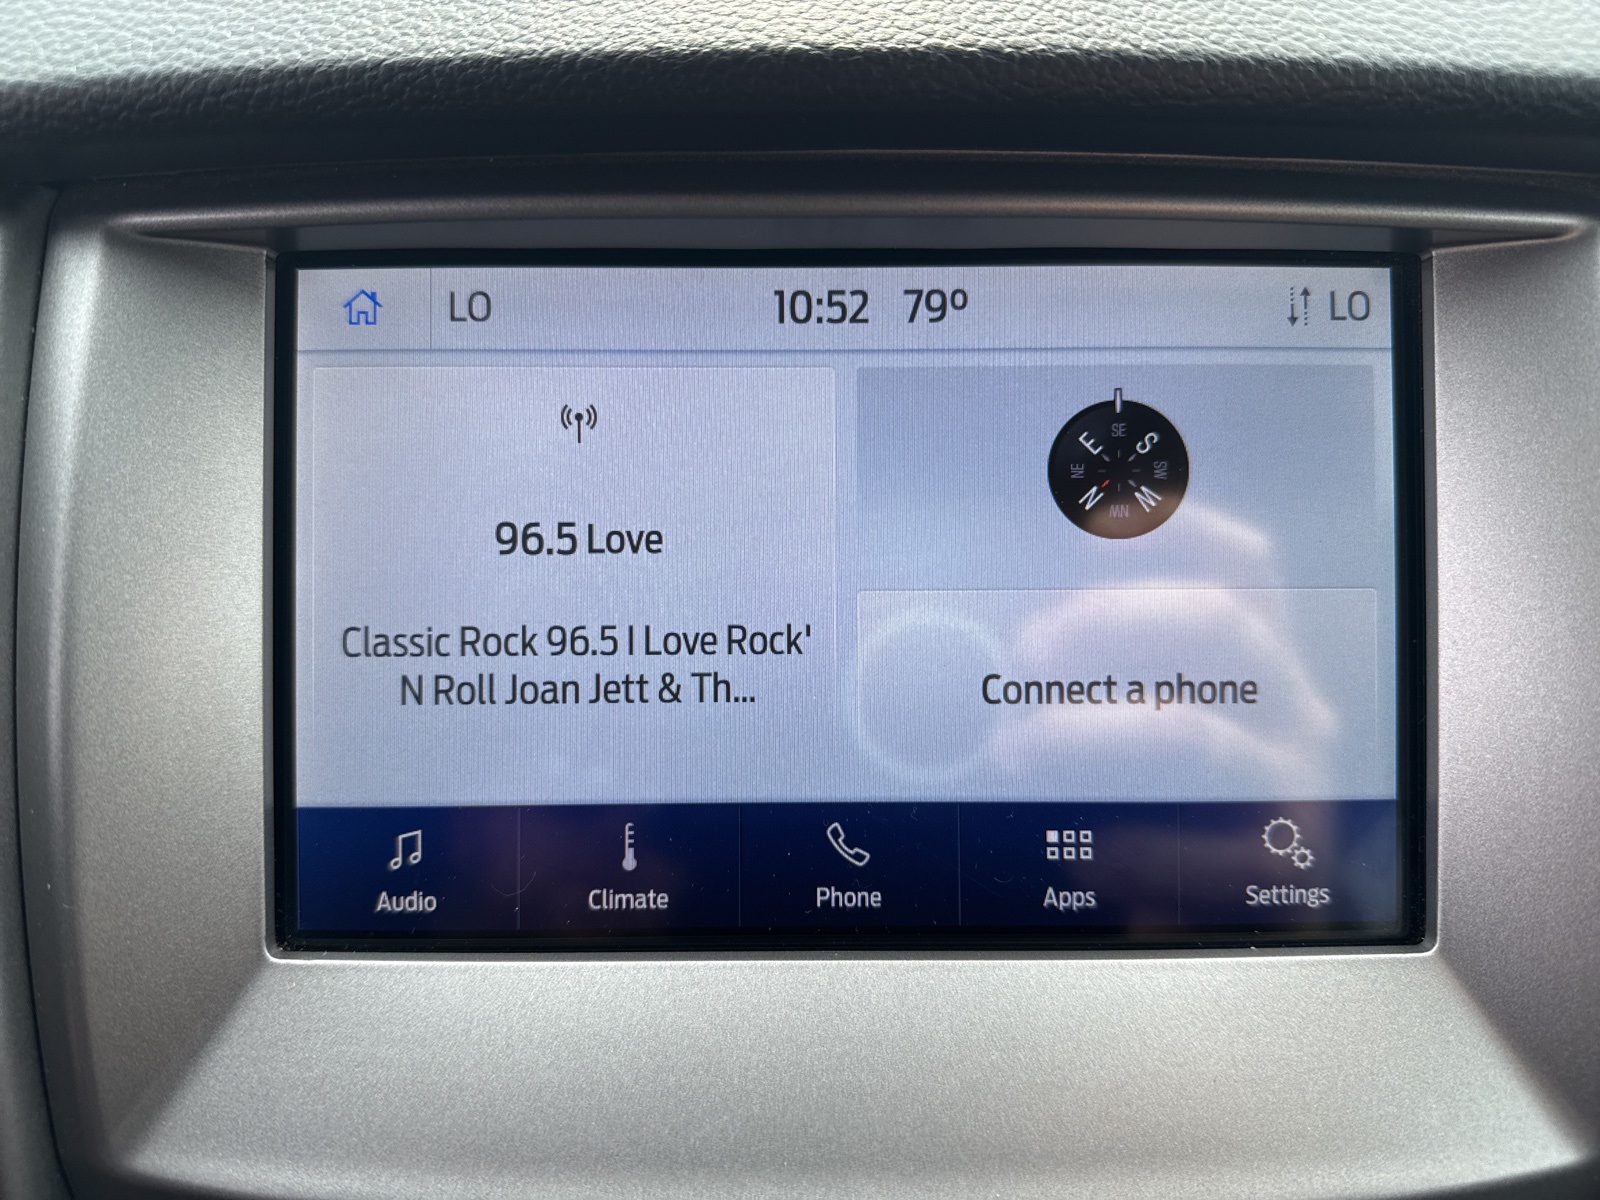 LO
10:52 79º
LO
96.5 Love
Classic Rock 96.5 I Love Rock'
N Roll Joan Jett & Th...
SE
E
S
NE
SW
N
W
NW
Connect a phone
Audio
Climate
Phone
Apps
Settings